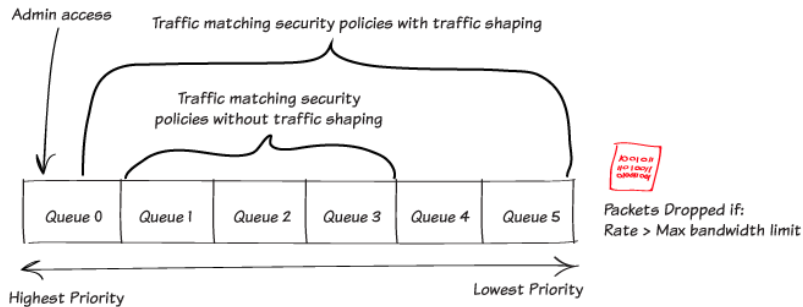 Admin access
Traffic matching security policies with traffic shaping
Traffic matching security
policies without traffic shaping
Queue 0
Queue 1
Queue 2
Queue 3
Queue 4
Queue 5
Packets Dropped if:
Rate > Max bandwidth limit
Highest Priority
Lowest Priority